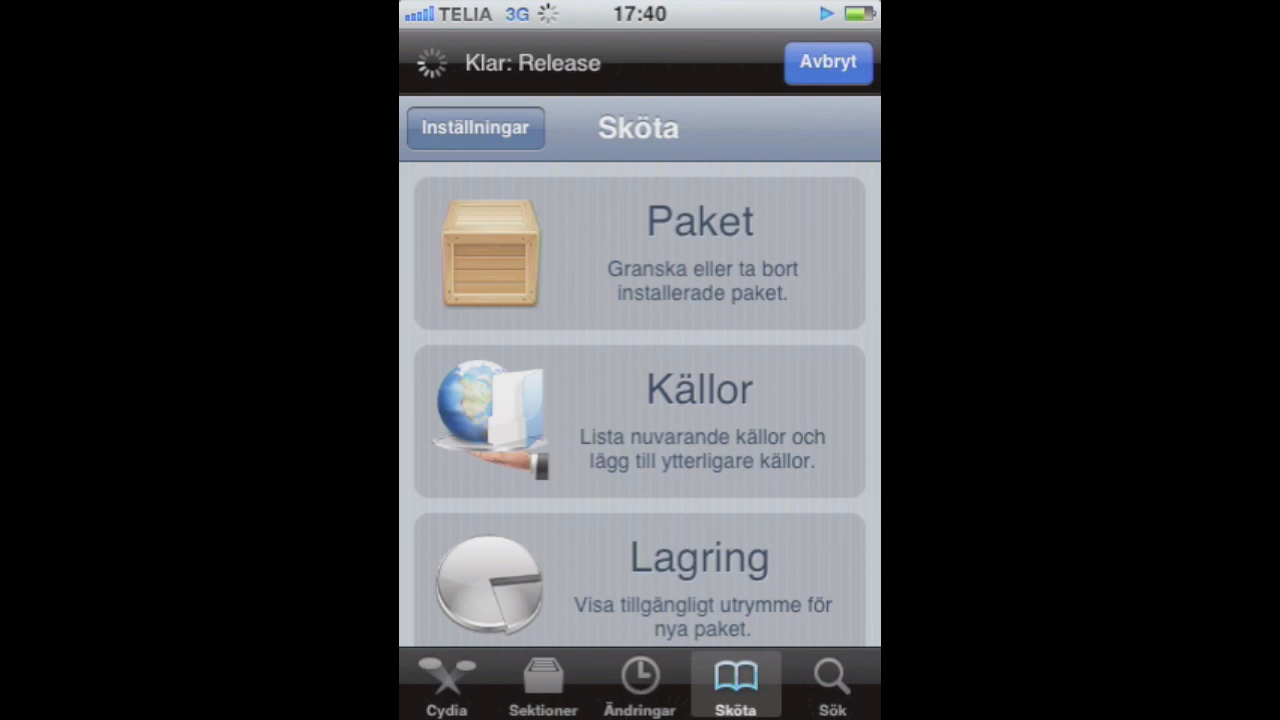 TELIA 3G 17:40
Klar: Release
Avbryt
Inställningar
Sköta
Paket
Granska eller ta bort
installerade paket.
Källor
Lista nuvarande källor och
lägg till ytterligare källor.
Lagring
Visa tillgängligt utrymme för
nya paket.
Cydia
Sektioner
Ändringar
Sköta
Sök